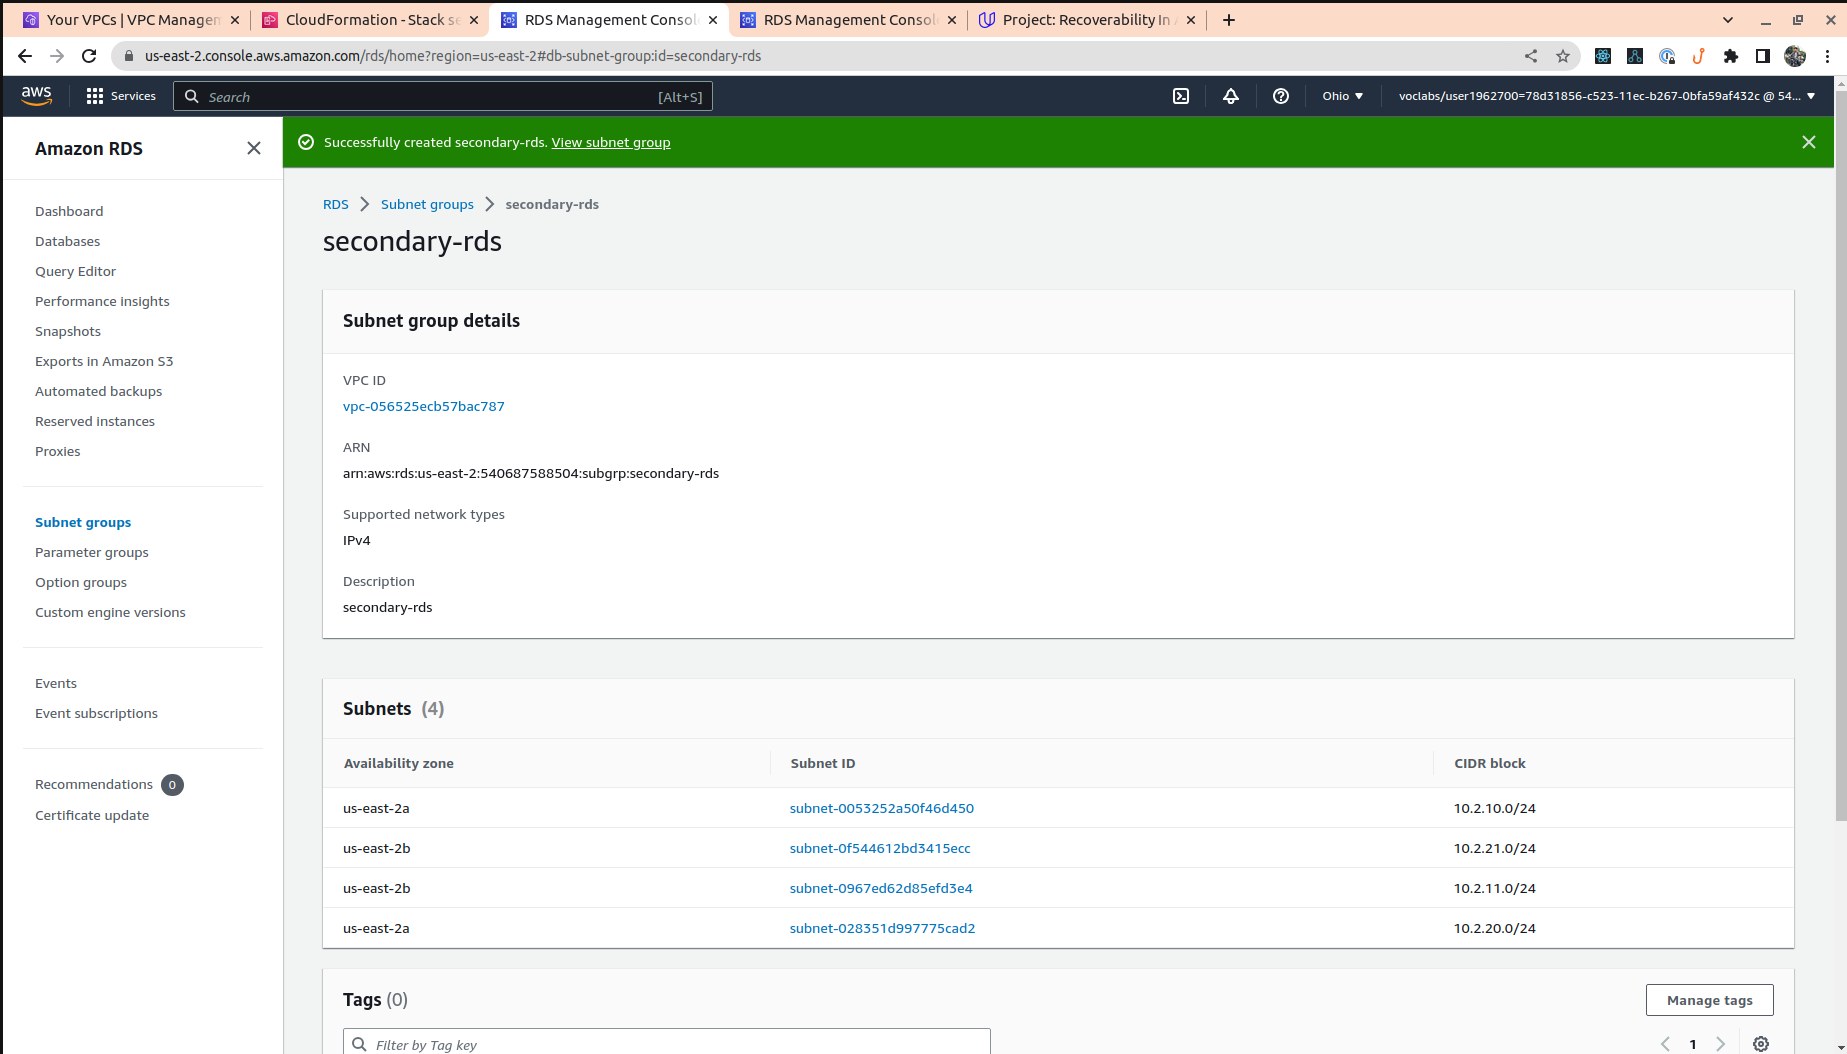 Your VPCs | VPC Managem
CloudFormation - Stack se
RDS Management Consol
RDS Management Consol
Project: Recoverability In A
us-east-2.console.aws.amazon.com/rds/home?region=us-east-2#db-subnet-group:id=secondary-rds
aws
Services
Search
[Alt+S]
Ohio
voclabs/user1962700=78d31856-c523-11ec-b267-0bfa59af432c @ 54...
Amazon RDS
Successfully created secondary-rds. View subnet group
Dashboard
Databases
Query Editor
Performance insights
Snapshots
Exports in Amazon S3
Automated backups
Reserved instances
Proxies
Subnet groups
Parameter groups
Option groups
Custom engine versions
Events
Event subscriptions
Recommendations 0
Certificate update
RDS > Subnet groups > secondary-rds
secondary-rds
Subnet group details
VPC ID
vpc-056525ecb57bac787
ARN
arn:aws:rds:us-east-2:540687588504:subgrp:secondary-rds
Supported network types
IPv4
Description
secondary-rds
Subnets (4)
Availability zone Subnet ID CIDR block
us-east-2a subnet-0053252a50f46d450 10.2.10.0/24
us-east-2b subnet-0f544612bd3415ecc 10.2.21.0/24
us-east-2b subnet-0967ed62d85efd3e4 10.2.11.0/24
us-east-2a subnet-028351d997775cad2 10.2.20.0/24
Tags (0)
Manage tags
Filter by Tag key
1